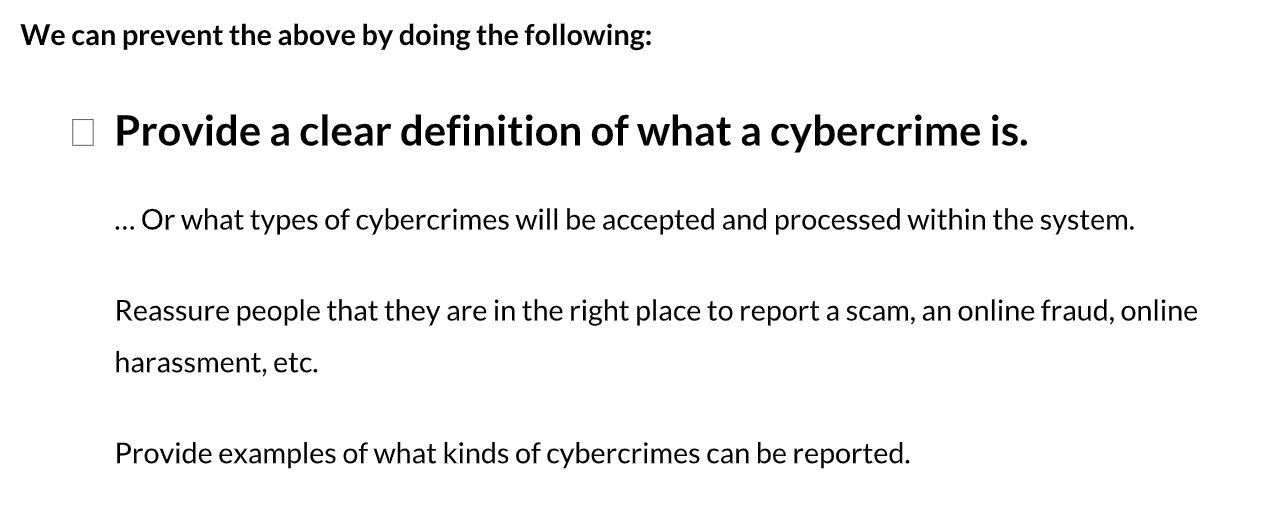 We can prevent the above by doing the following:
Provide a clear definition of what a cybercrime is.
... Or what types of cybercrimes will be accepted and processed within the system.
Reassure people that they are in the right place to report a scam, an online fraud, online
harassment, etc.
Provide examples of what kinds of cybercrimes can be reported.